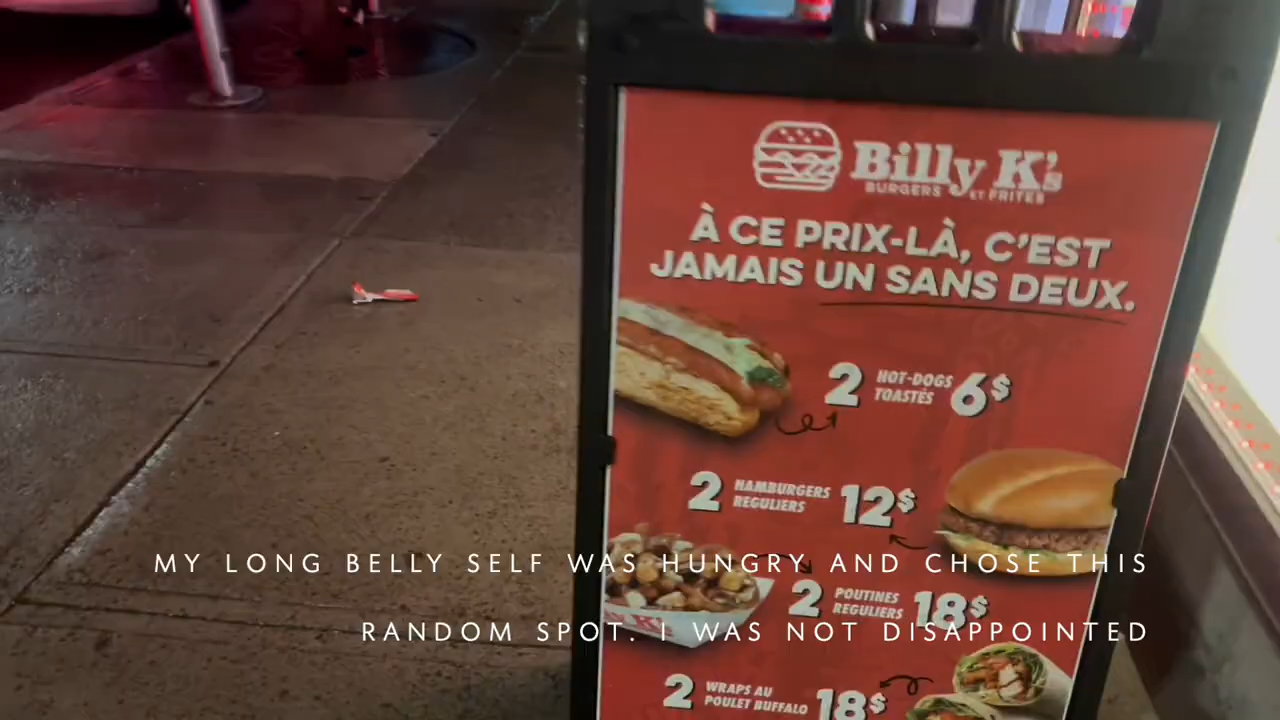 Billy K's
BURGERS ET FRITES
À CE PRIX-LÀ, C'EST
JAMAIS UN SANS DEUX.
2 HOT-DOGS TOASTÉS 6$
2 HAMBURGERS RÉGULIERS 12$
2 POUTINES RÉGULIERS 18$
2 WRAPS AU POULET BUFFALO 18$
MY LONG BELLY SELF WAS HUNGRY AND CHOSE THIS
RANDOM SPOT. I WAS NOT DISAPPOINTED